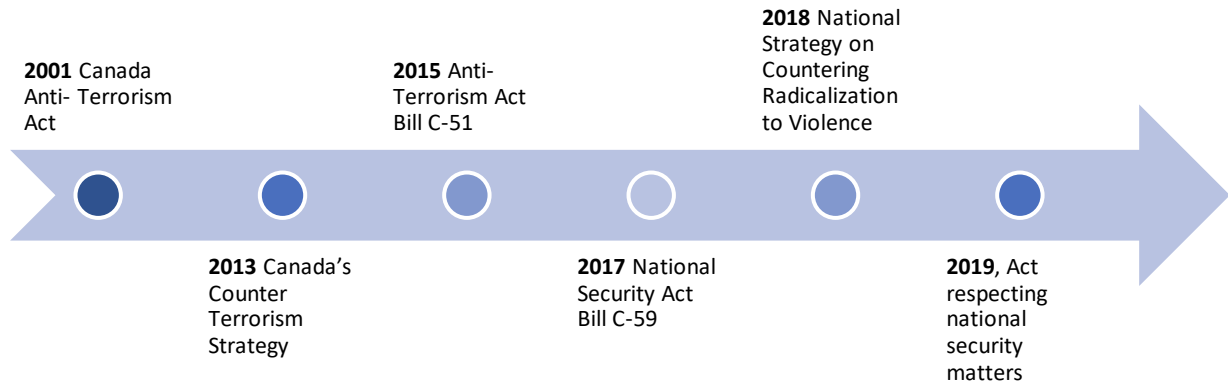 2001 Canada
Anti- Terrorism
Act
2013 Canada’s
Counter
Terrorism
Strategy
2015 Anti-
Terrorism Act
Bill C-51
2017 National
Security Act
Bill C-59
2018 National
Strategy on
Countering
Radicalization
to Violence
2019, Act
respecting
national
security
matters